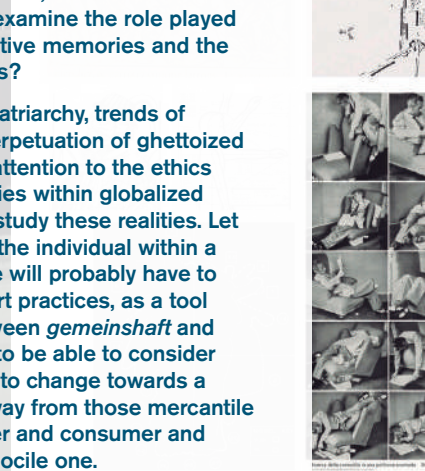 examine the role played
tive memories and the
s?
atriarchy, trends of
erpetuation of ghettoized
attention to the ethics
ies within globalized
study these realities. Let
the individual within a
e will probably have to
rt practices, as a tool
ween gemeinshaft and
to be able to consider
to change towards a
way from those mercantile
er and consumer and
ocile one.